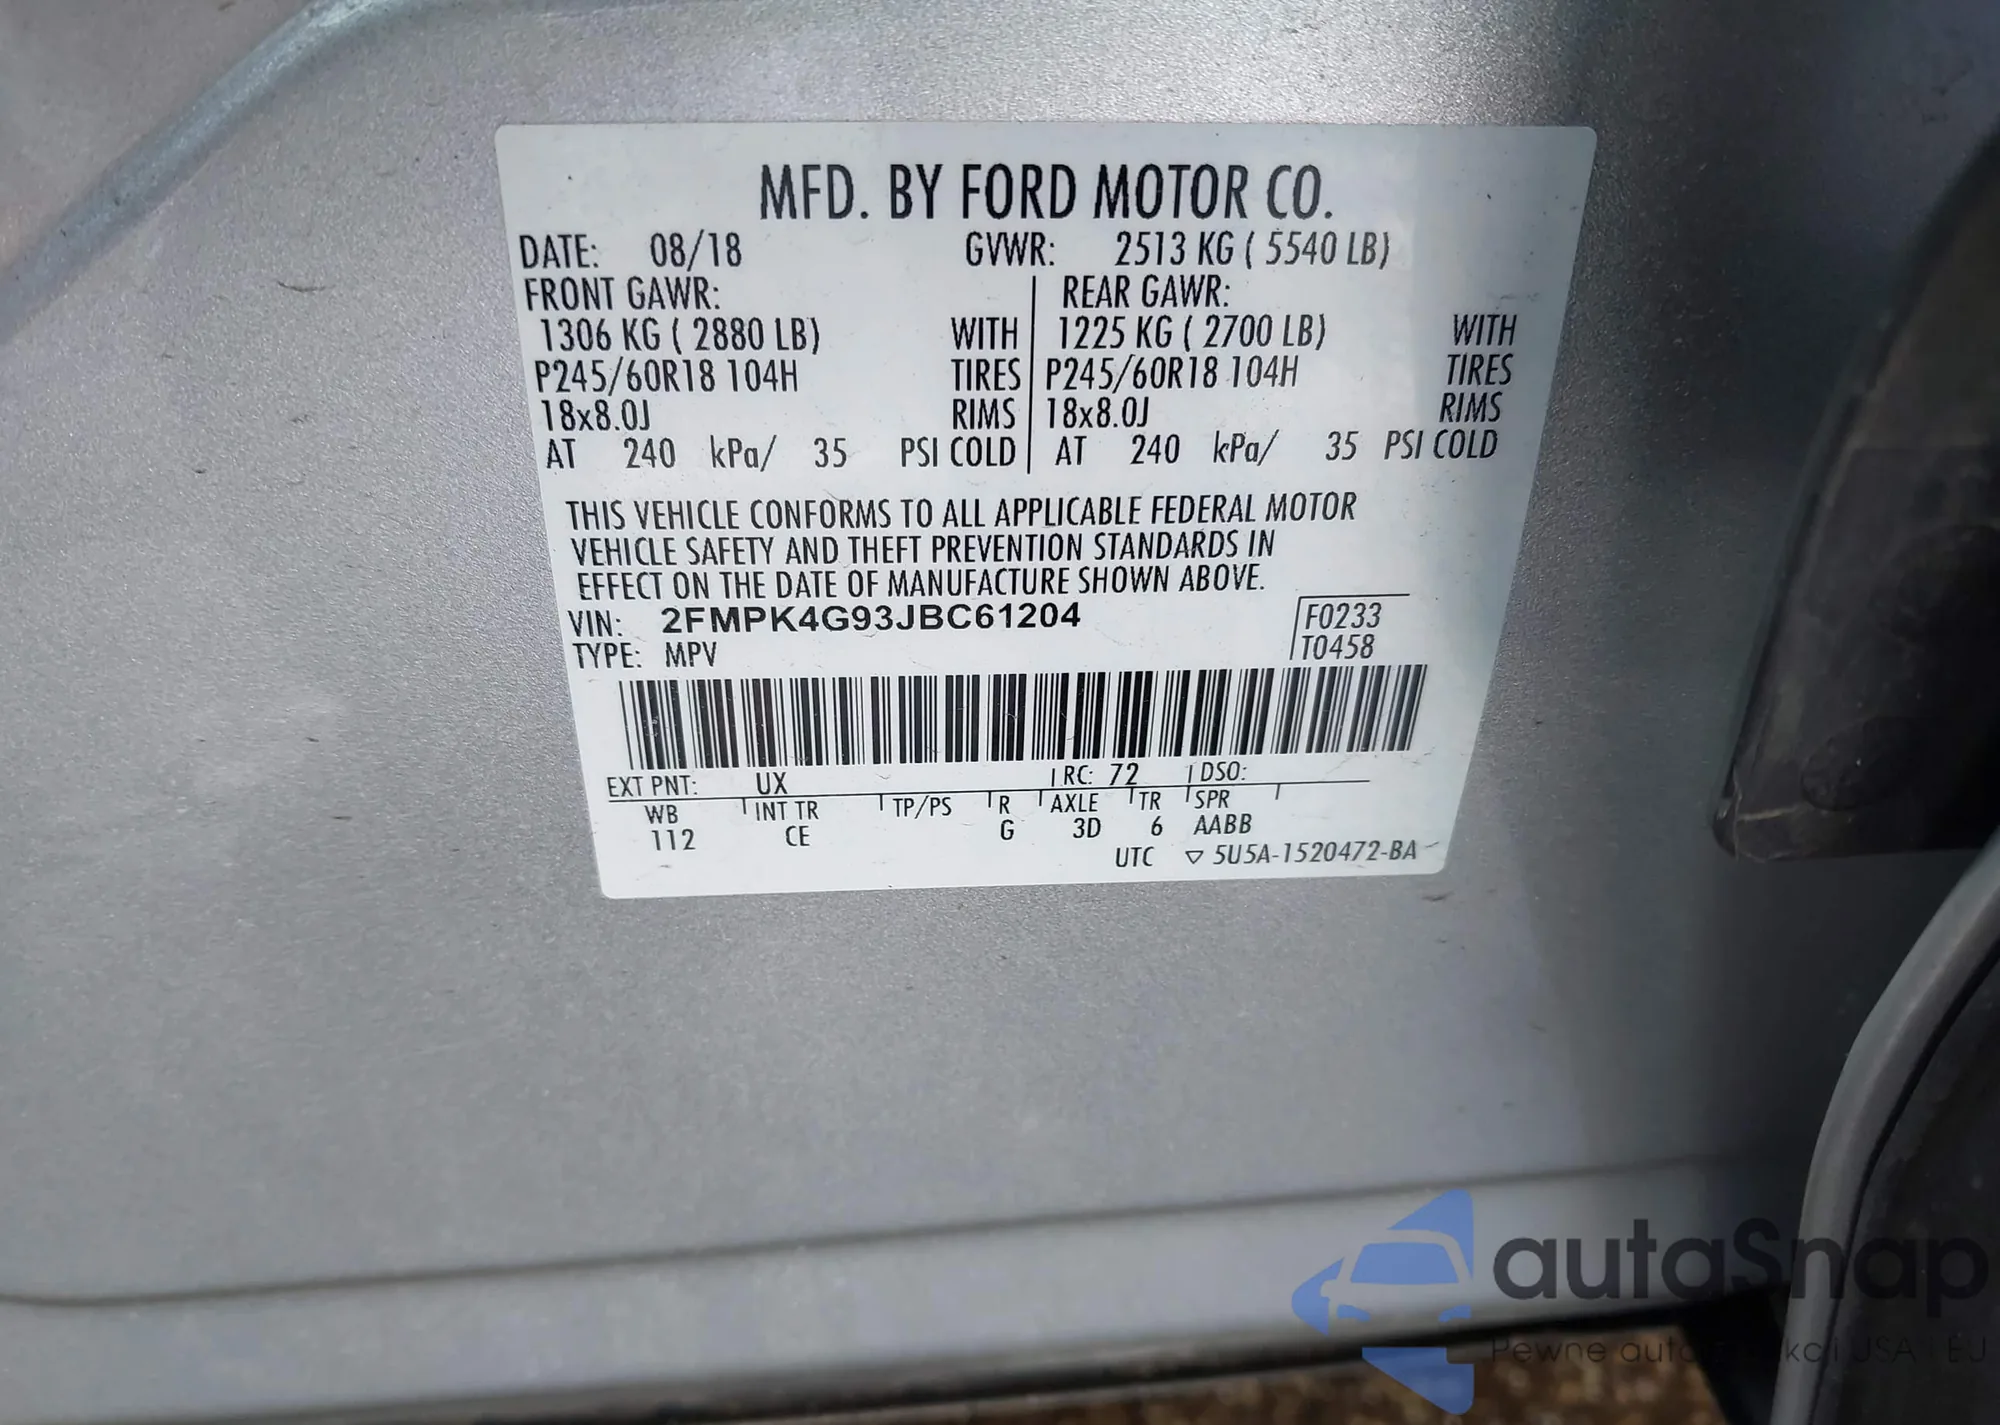 MFD. BY FORD MOTOR CO.
DATE: 08/18 GVWR: 2513 KG ( 5540 LB)
FRONT GAWR: REAR GAWR:
1306 KG ( 2880 LB) WITH 1225 KG ( 2700 LB) WITH
P245/60R18 104H TIRES P245/60R18 104H TIRES
18x8.0J RIMS 18x8.0J RIMS
AT 240 kPa/ 35 PSI COLD AT 240 kPa/ 35 PSI COLD
THIS VEHICLE CONFORMS TO ALL APPLICABLE FEDERAL MOTOR
VEHICLE SAFETY AND THEFT PREVENTION STANDARDS IN
EFFECT ON THE DATE OF MANUFACTURE SHOWN ABOVE.
VIN: 2FMPK4G93JBC61204 F0233
TYPE: MPV T0458
EXT PNT: UX RC: 72 DSO:
WB INT TR TP/PS R AXLE TR SPR
112 CE G 3D 6 AABB
UTC ▽ 5U5A-1520472-BA
autaSnap
Pewne auta USA EU